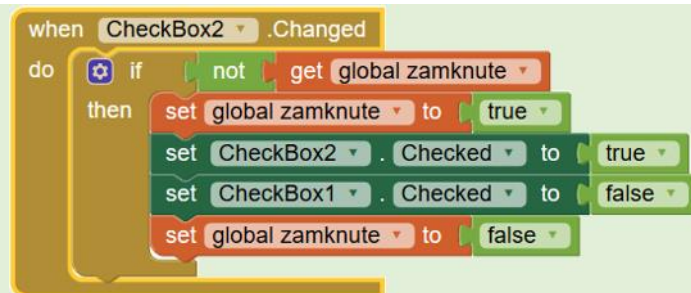 when CheckBox2 .Changed
do if not get global zamknute
then set global zamknute to true
set CheckBox2 . Checked to true
set CheckBox1 . Checked to false
set global zamknute to false